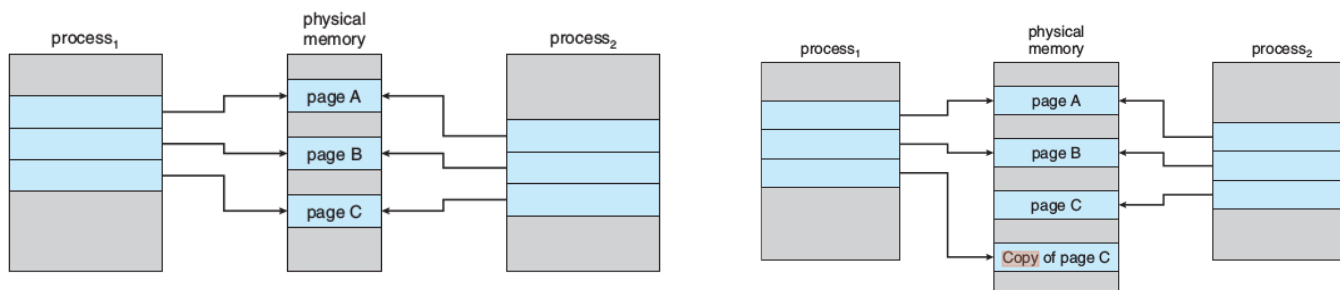 physical
memory
process₁
process₂
page A
page B
page C
physical
memory
process₁
process₂
page A
page B
page C
Copy of page C